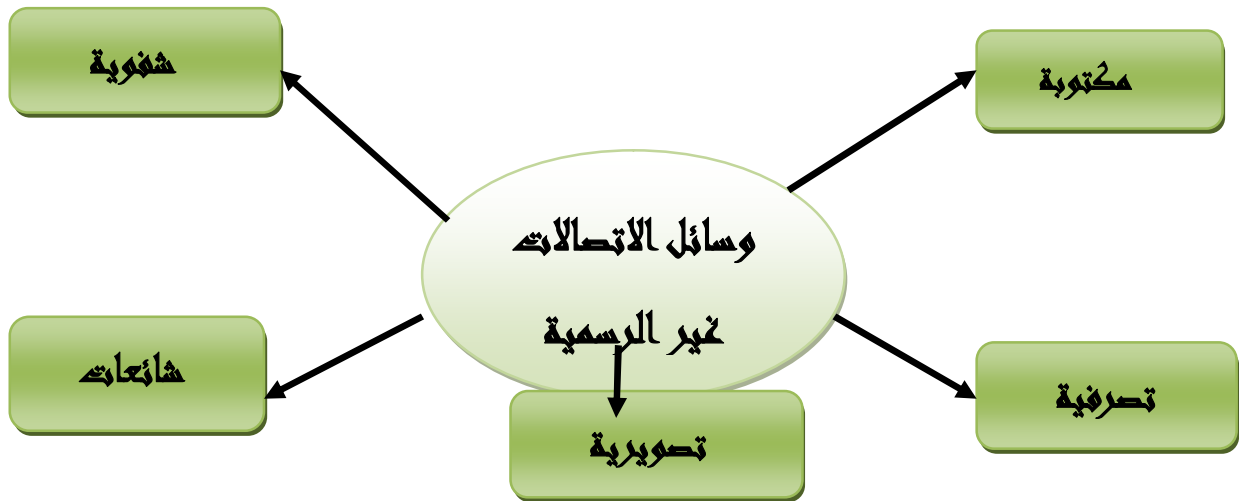 شفوية
مكتوبة
وسائل الاتصالات
غير الرسمية
شائعات
تصرفية
تصويرية